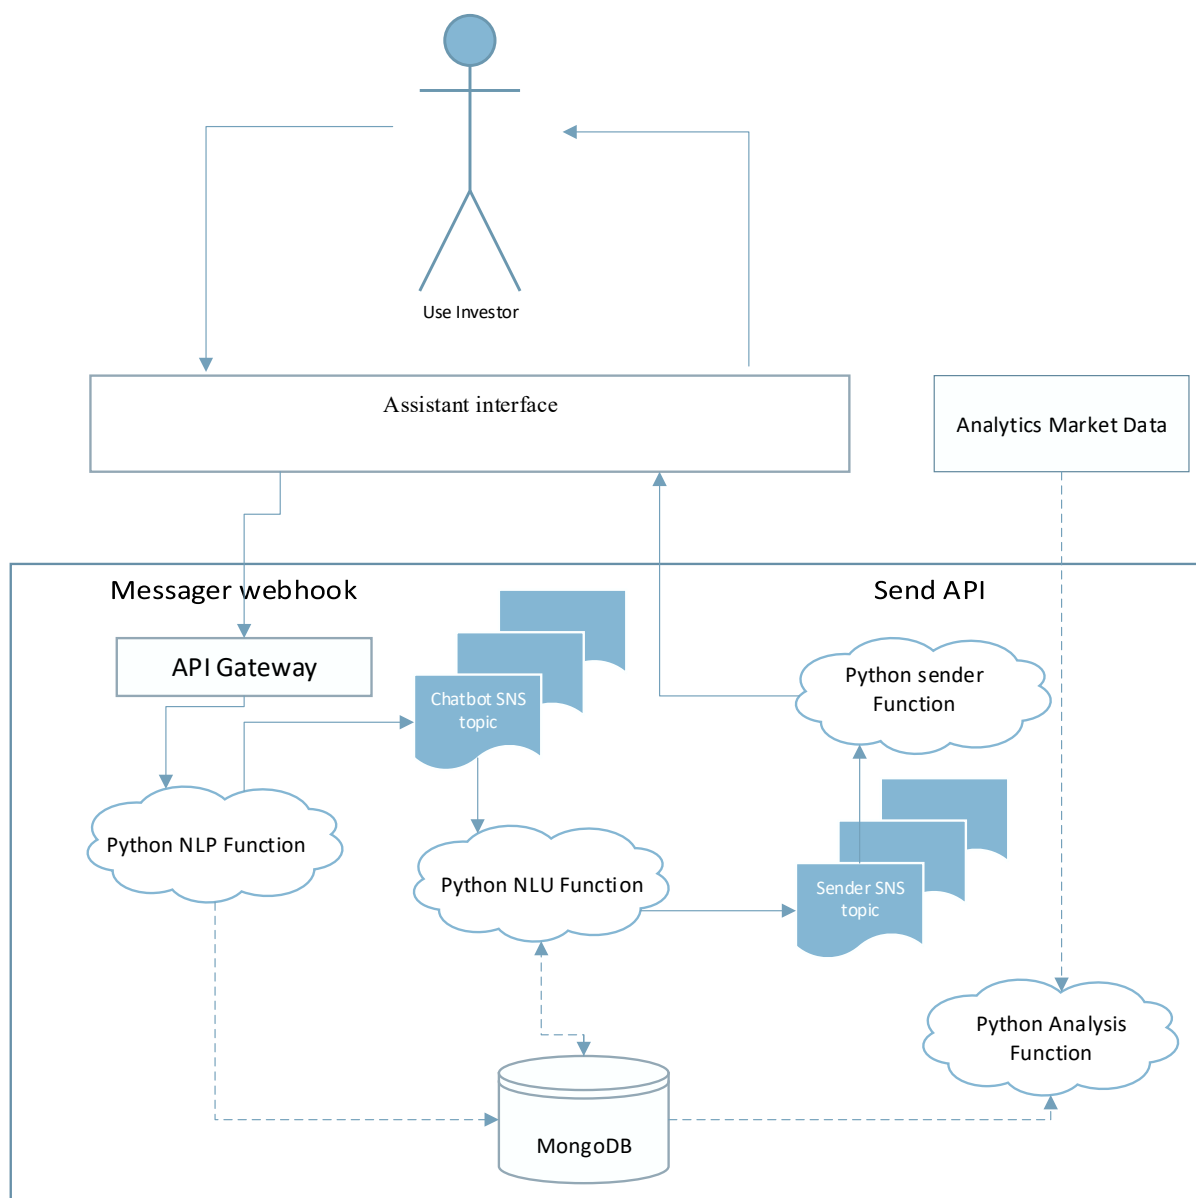 Use Investor
Assistant interface
Analytics Market Data
Messager webhook
Send API
API Gateway
Chatbot SNS
topic
Python sender
Function
Python NLP Function
Python NLU Function
Sender SNS
topic
Python Analysis
Function
MongoDB